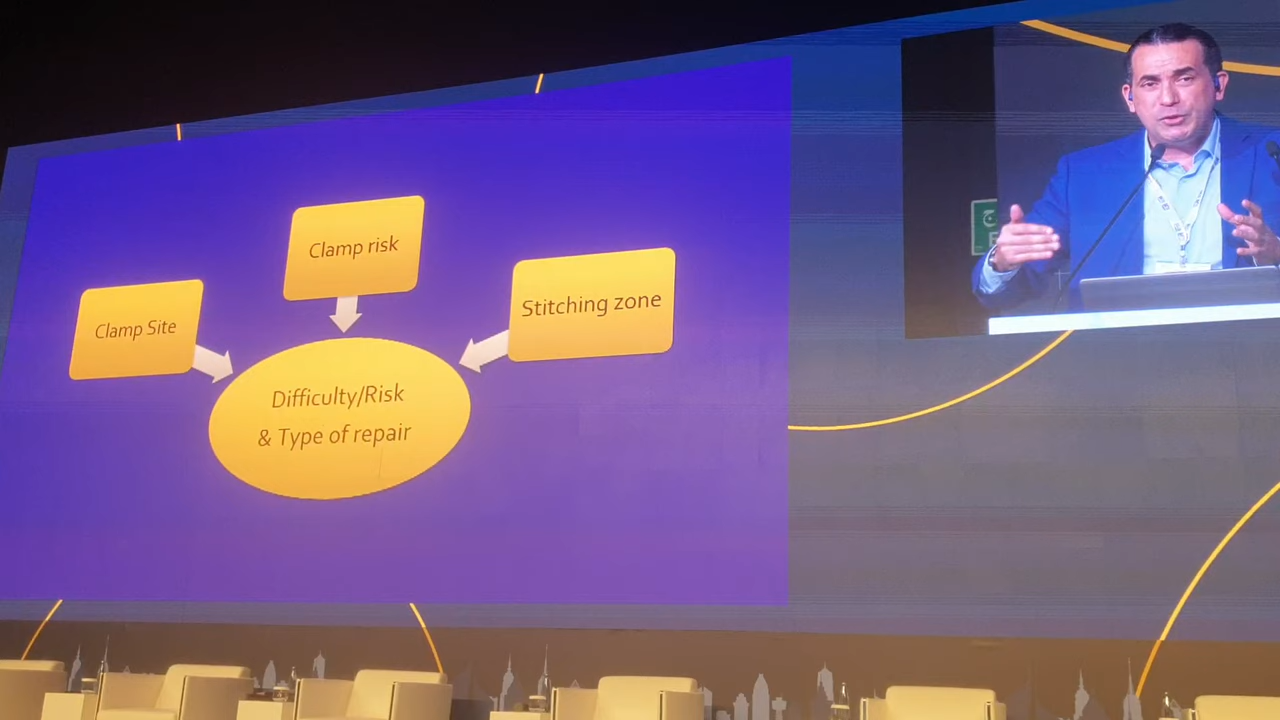 Clamp risk
Clamp Site
Stitching zone
Difficulty/Risk
& Type of repair